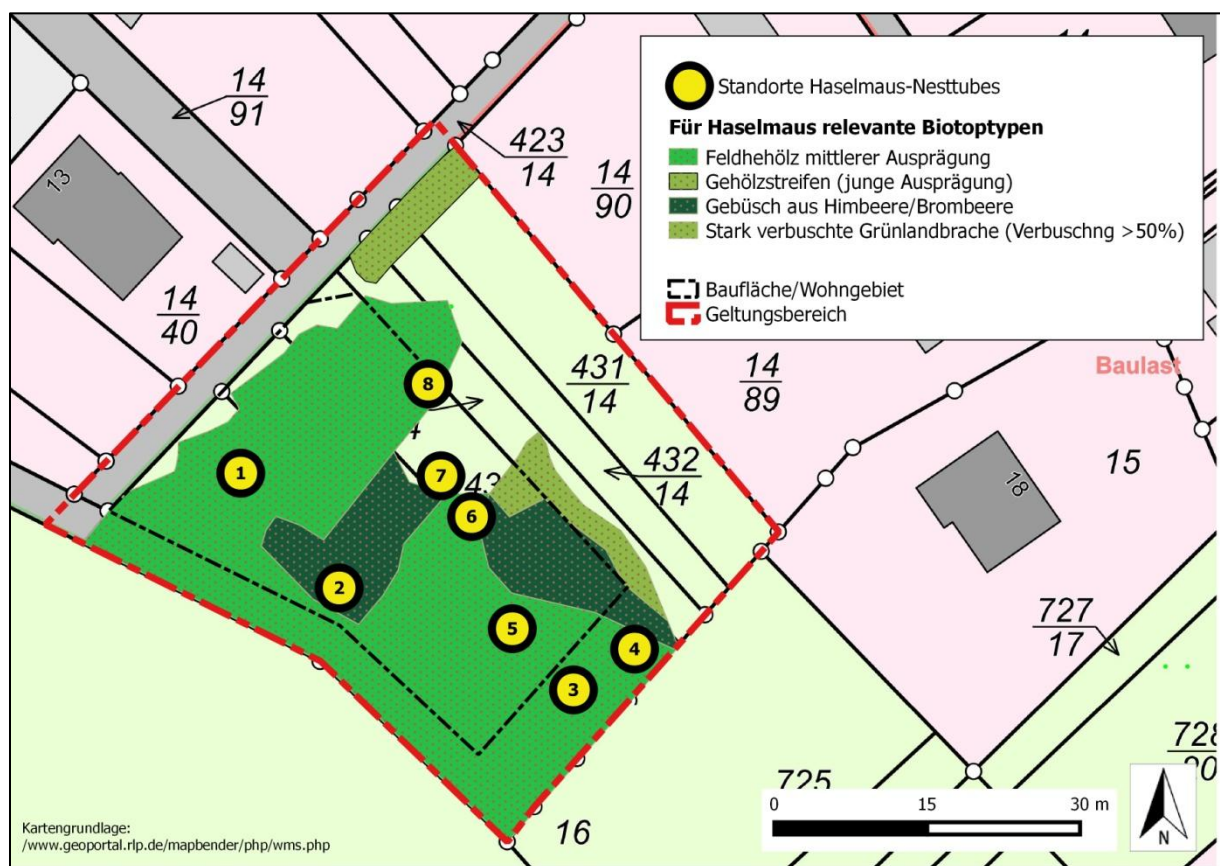 14
91
13
423
14
14
90
14
40
8
431
14
14
89
Baulast
1
7
43
6
432
14
15
18
2
5
4
3
727
17
725
728
90
16
Standorte Haselmaus-Nesttubes
Für Haselmaus relevante Biotoptypen
Feldhehölz mittlerer Ausprägung
Gehölzstreifen (junge Ausprägung)
Gebüsch aus Himbeere/Brombeere
Stark verbuschte Grünlandbrache (Verbuschng >50%)
Baufläche/Wohngebiet
Geltungsbereich
0 15 30 m
N
Kartengrundlage:
/www.geoportal.rlp.de/mapbender/php/wms.php